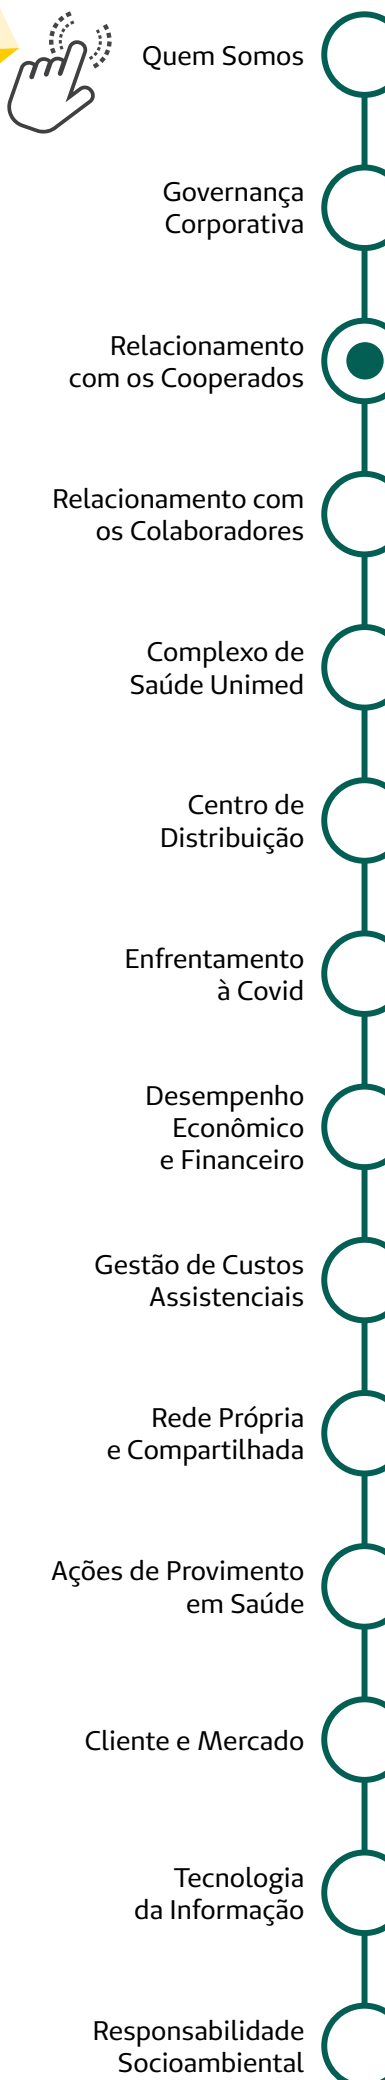 Quem Somos
Governança
Corporativa
Relacionamento
com os Cooperados
Relacionamento com
os Colaboradores
Complexo de
Saúde Unimed
Centro de
Distribuição
Enfrentamento
à Covid
Desempenho
Econômico
e Financeiro
Gestão de Custos
Assistenciais
Rede Própria
e Compartilhada
Ações de Provimento
em Saúde
Cliente e Mercado
Tecnologia
da Informação
Responsabilidade
Socioambiental